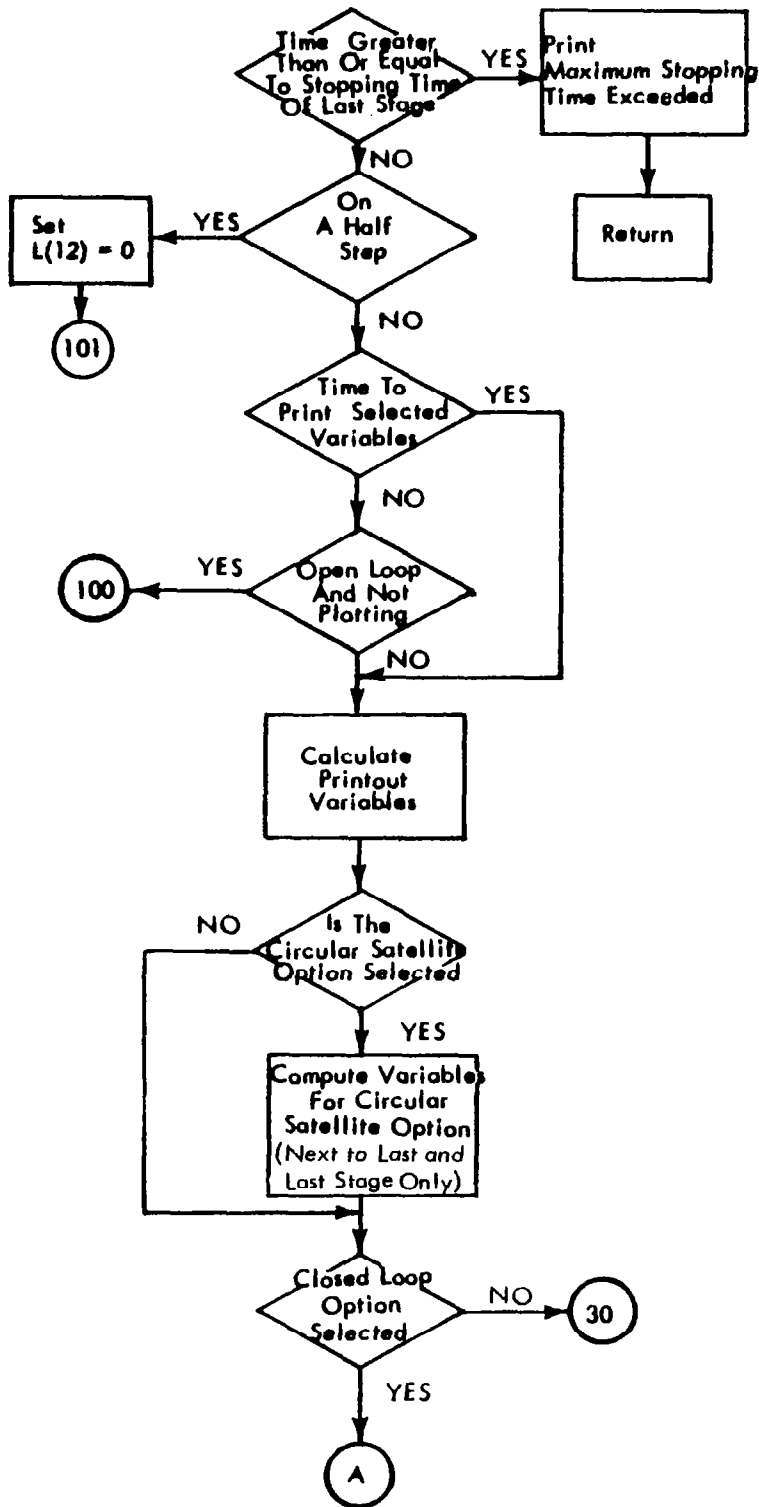 Time Greater
Than Or Equal
To Stopping Time
Of Last Stage
YES
Print
Maximum Stopping
Time Exceeded
NO
Return
On
A Half
Step
YES
Set
L(12) = 0
101
NO
Time To
Print Selected
Variables
YES
NO
Open Loop
And Not
Plotting
YES
100
NO
Calculate
Printout
Variables
Is The
Circular Satellite
Option Selected
NO
YES
Compute Variables
For Circular
Satellite Option
(Next to Last and
Last Stage Only)
Closed Loop
Option
Selected
NO
30
YES
A